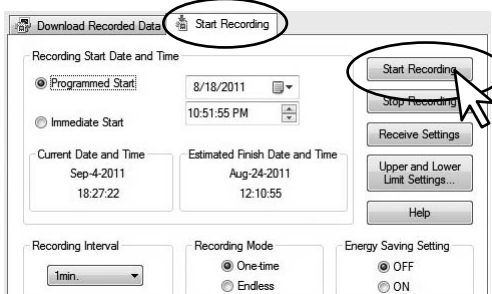 Download Recorded Data
Start Recording
Recording Start Date and Time
Programmed Start
8/18/2011
10:51:55 PM
Immediate Start
Start Recording
Stop Recording
Receive Settings
Upper and Lower
Limit Settings...
Help
Current Date and Time
Sep-4-2011
18:27:22
Estimated Finish Date and Time
Aug-24-2011
12:10:55
Recording Interval
1min.
Recording Mode
One-time
Endless
Energy Saving Setting
OFF
ON